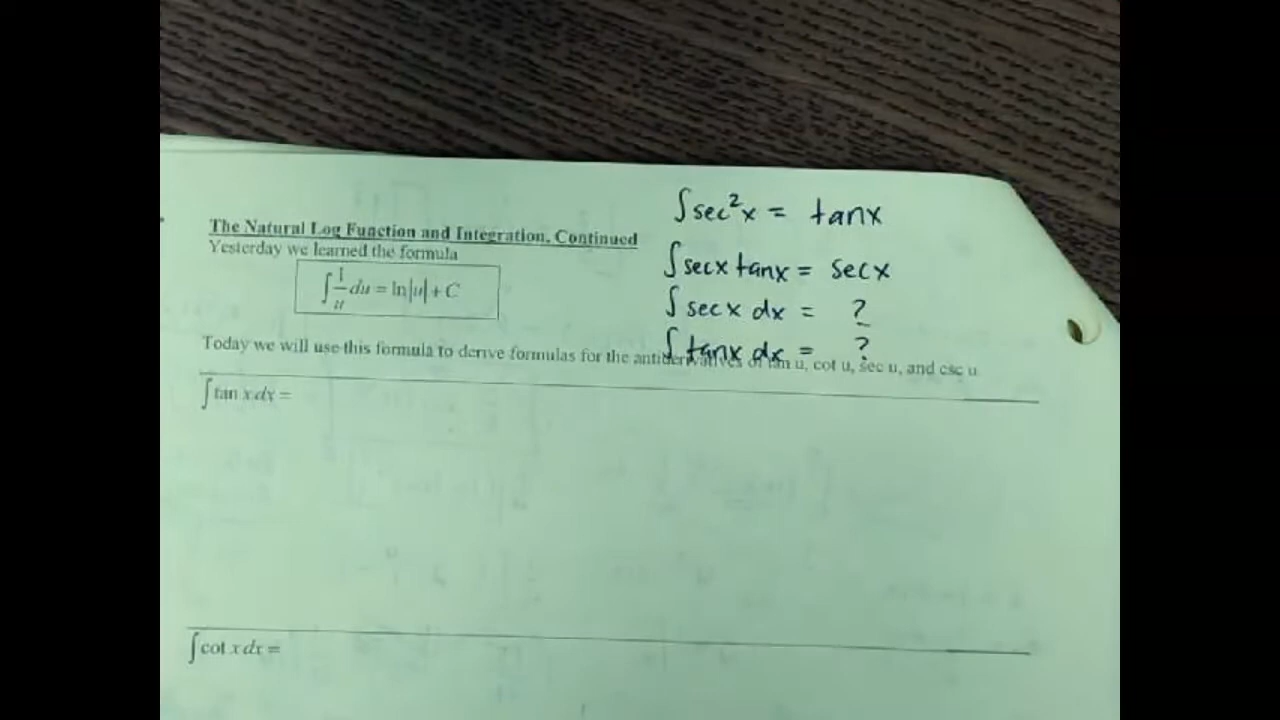 The Natural Log Function and Integration, Continued
Yesterday we learned the formula
∫ 1/u du = ln|u| + C
∫sec²x = tanx
∫secx tanx = secx
∫secx dx = ?
∫tanx dx = ?
Today we will use this formula to derive formulas for the antiderivatives of tan u, cot u, sec u, and csc u
∫tan x dx =
∫cot x dx =